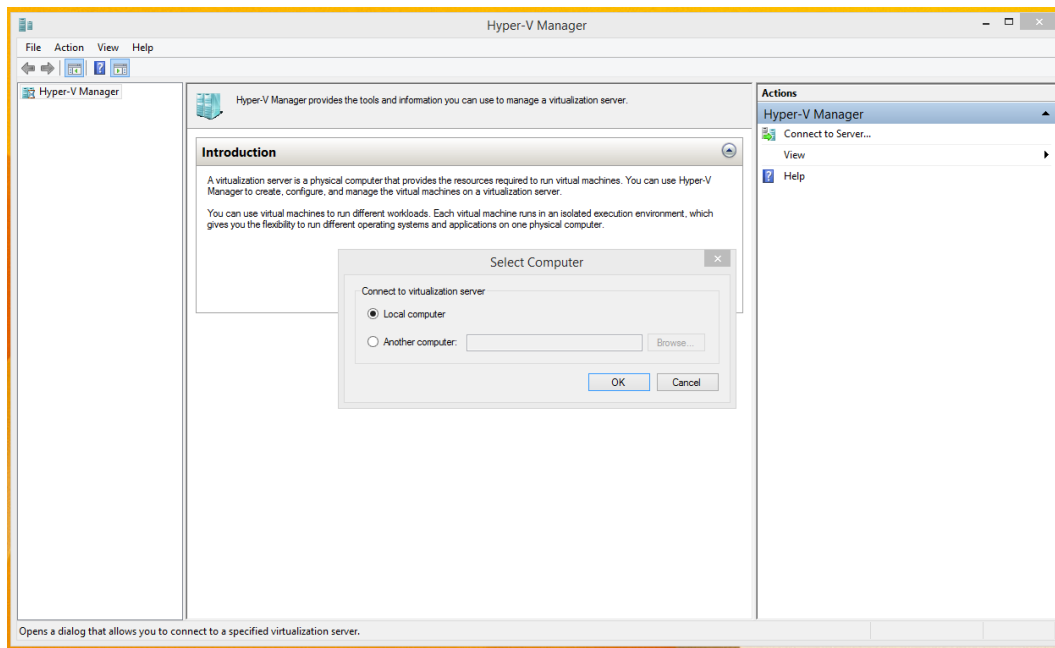 Hyper-V Manager
File Action View Help
Hyper-V Manager
Hyper-V Manager provides the tools and information you can use to manage a virtualization server.
Introduction
A virtualization server is a physical computer that provides the resources required to run virtual machines. You can use Hyper-V
Manager to create, configure, and manage the virtual machines on a virtualization server.
You can use virtual machines to run different workloads. Each virtual machine runs in an isolated execution environment, which
gives you the flexibility to run different operating systems and applications on one physical computer.
Select Computer
Connect to virtualization server
Local computer
Another computer:
Browse...
OK
Cancel
Actions
Hyper-V Manager
Connect to Server...
View
Help
Opens a dialog that allows you to connect to a specified virtualization server.